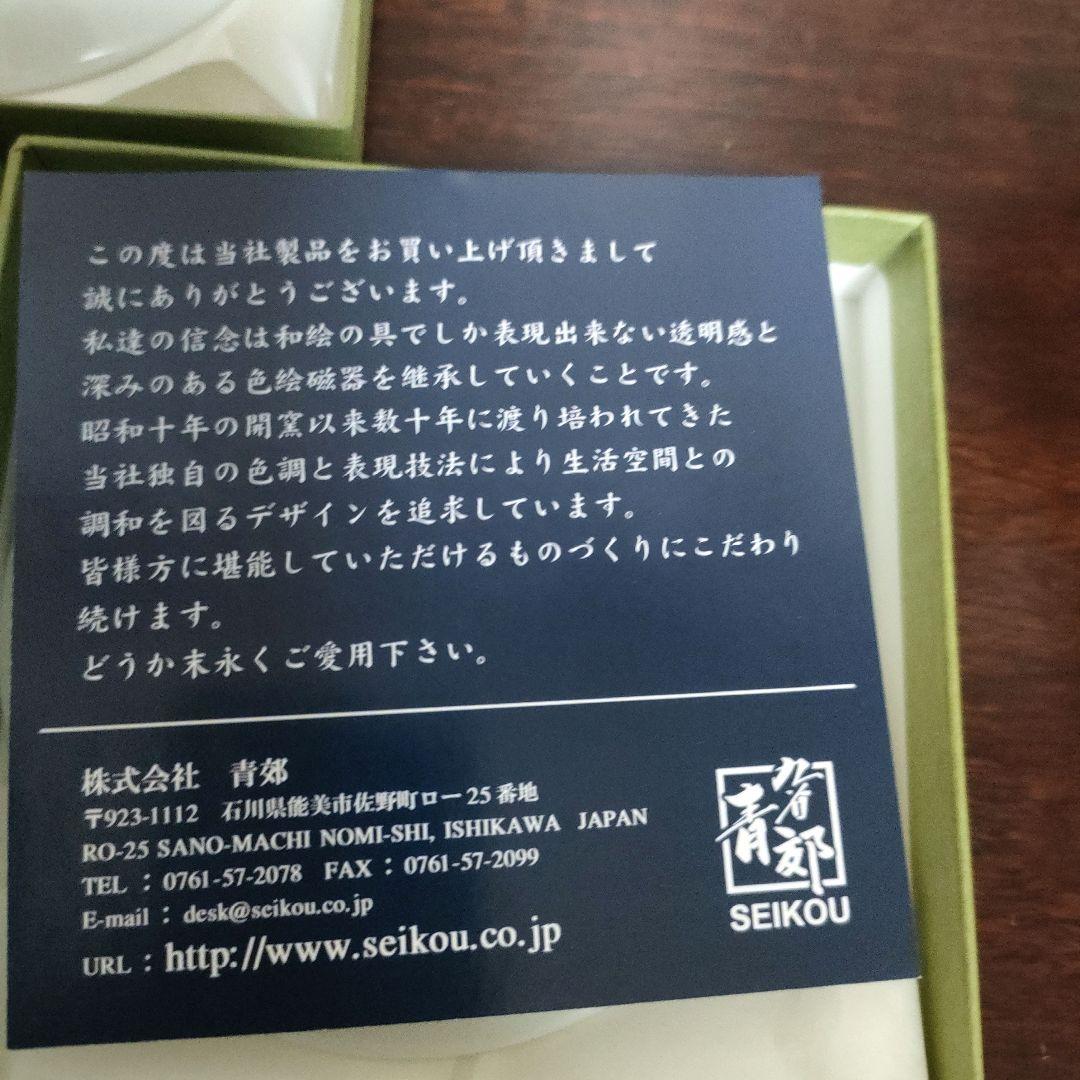 この度は当社製品をお買い上げ頂きまして
誠にありがとうございます。
私達の信念は和絵の具でしか表現出来ない透明感と
深みのある色絵磁器を継承していくことです。
昭和十年の開窯以来数十年に渡り培われてきた
当社独自の色調と表現技法により生活空間との
調和を図るデザインを追求しています。
皆様方に堪能していただけるものづくりにこだわり
続けます。
どうか末永くご愛用下さい。
株式会社 青郊
〒923-1112 石川県能美市佐野町ロー25番地
RO-25 SANO-MACHI NOMI-SHI, ISHIKAWA JAPAN
TEL : 0761-57-2078 FAX : 0761-57-2099
E-mail : desk@seikou.co.jp
URL : http://www.seikou.co.jp
九谷
青郊
SEIKOU